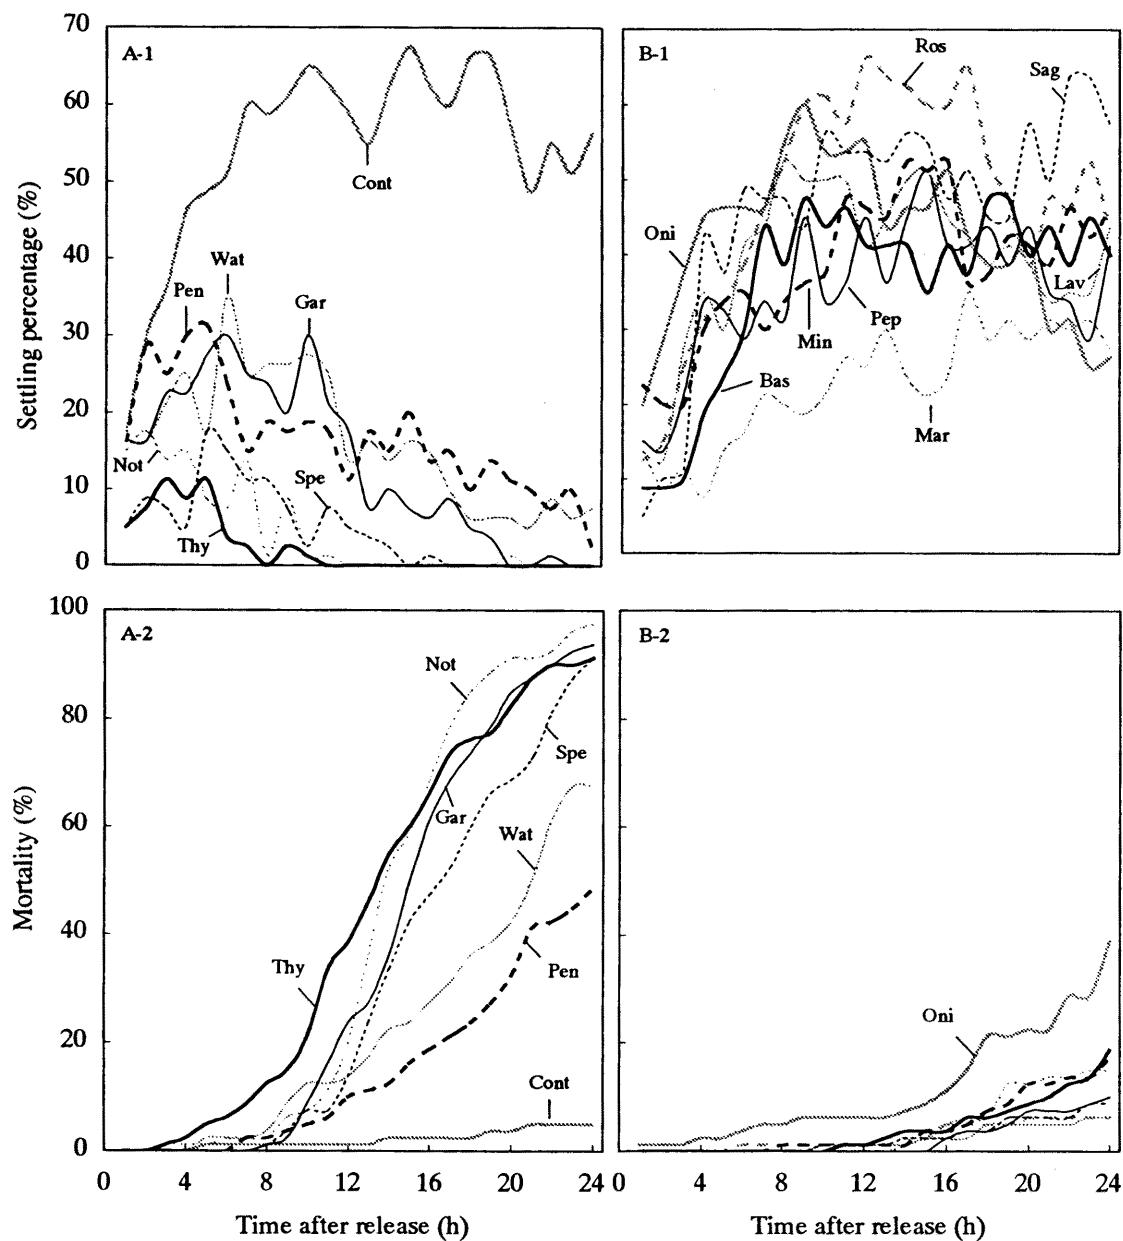 70
60
50
40
30
20
10
0
Settling percentage (%)
A-1
Cont
Wat
Pen
Gar
Not
Spe
Thy
B-1
Ros
Sag
Oni
Lav
Min
Pep
Bas
Mar
100
80
60
40
20
0
Mortality (%)
A-2
Not
Spe
Gar
Wat
Thy
Pen
Cont
B-2
Oni
0 4 8 12 16 20 24
0 4 8 12 16 20 24
Time after release (h)
Time after release (h)